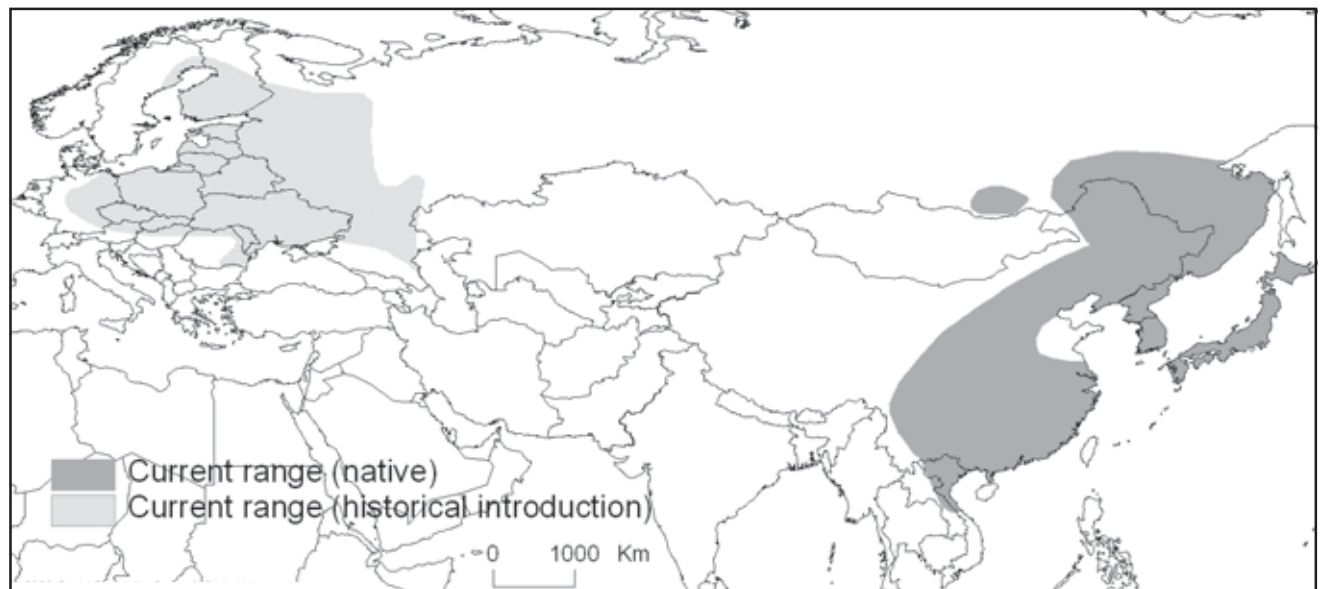 Current range (native)
Current range (historical introduction)
0 1000 Km